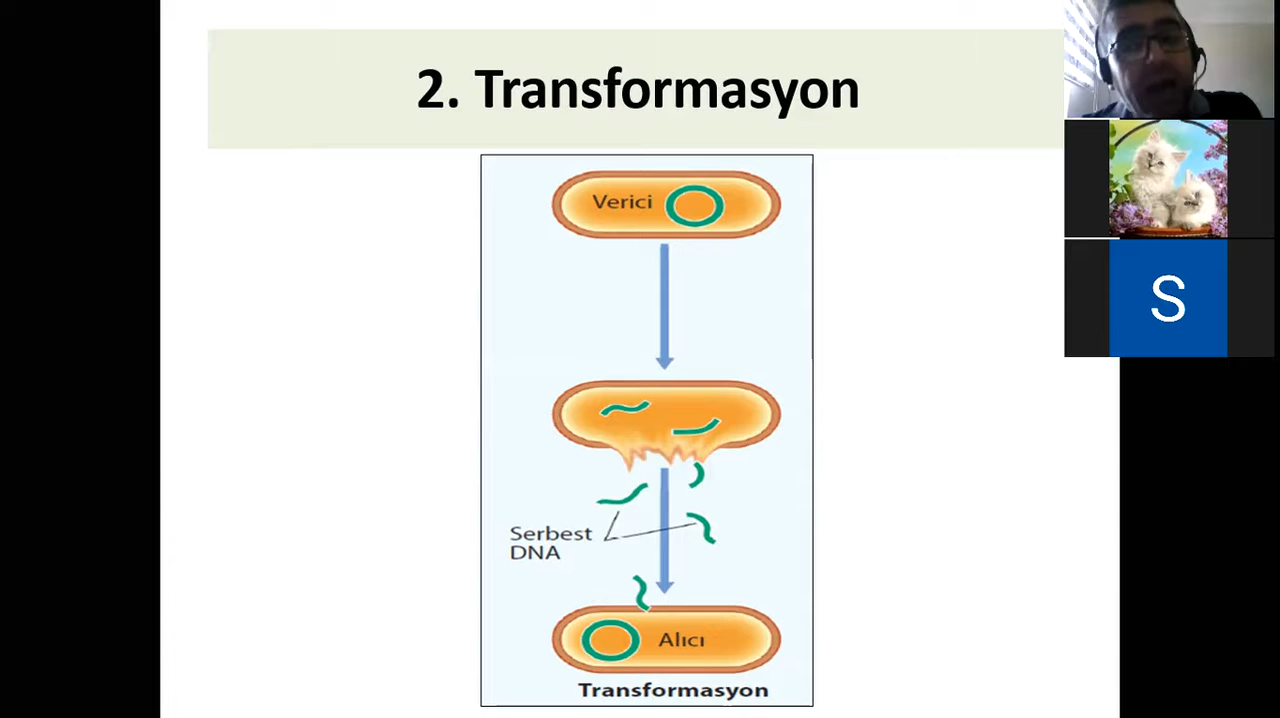 2. Transformasyon
Verici
Serbest
DNA
Alıcı
Transformasyon
S